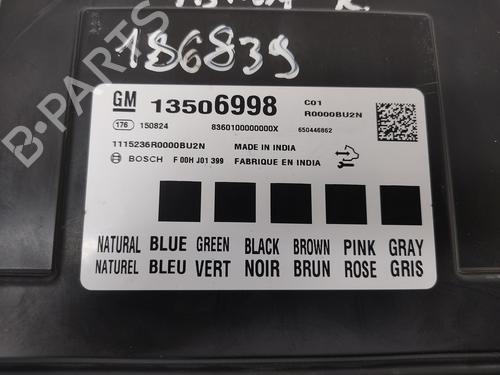 186839
GM 13506998 C01
R0000BU2N
176 150824 8360100000000X 650446862
1115236R0000BU2N MADE IN INDIA
BOSCH F 00H J01 399 FABRIQUE EN INDIA
NATURAL BLUE GREEN BLACK BROWN PINK GRAY
NATUREL BLEU VERT NOIR BRUN ROSE GRIS
B-PARTS